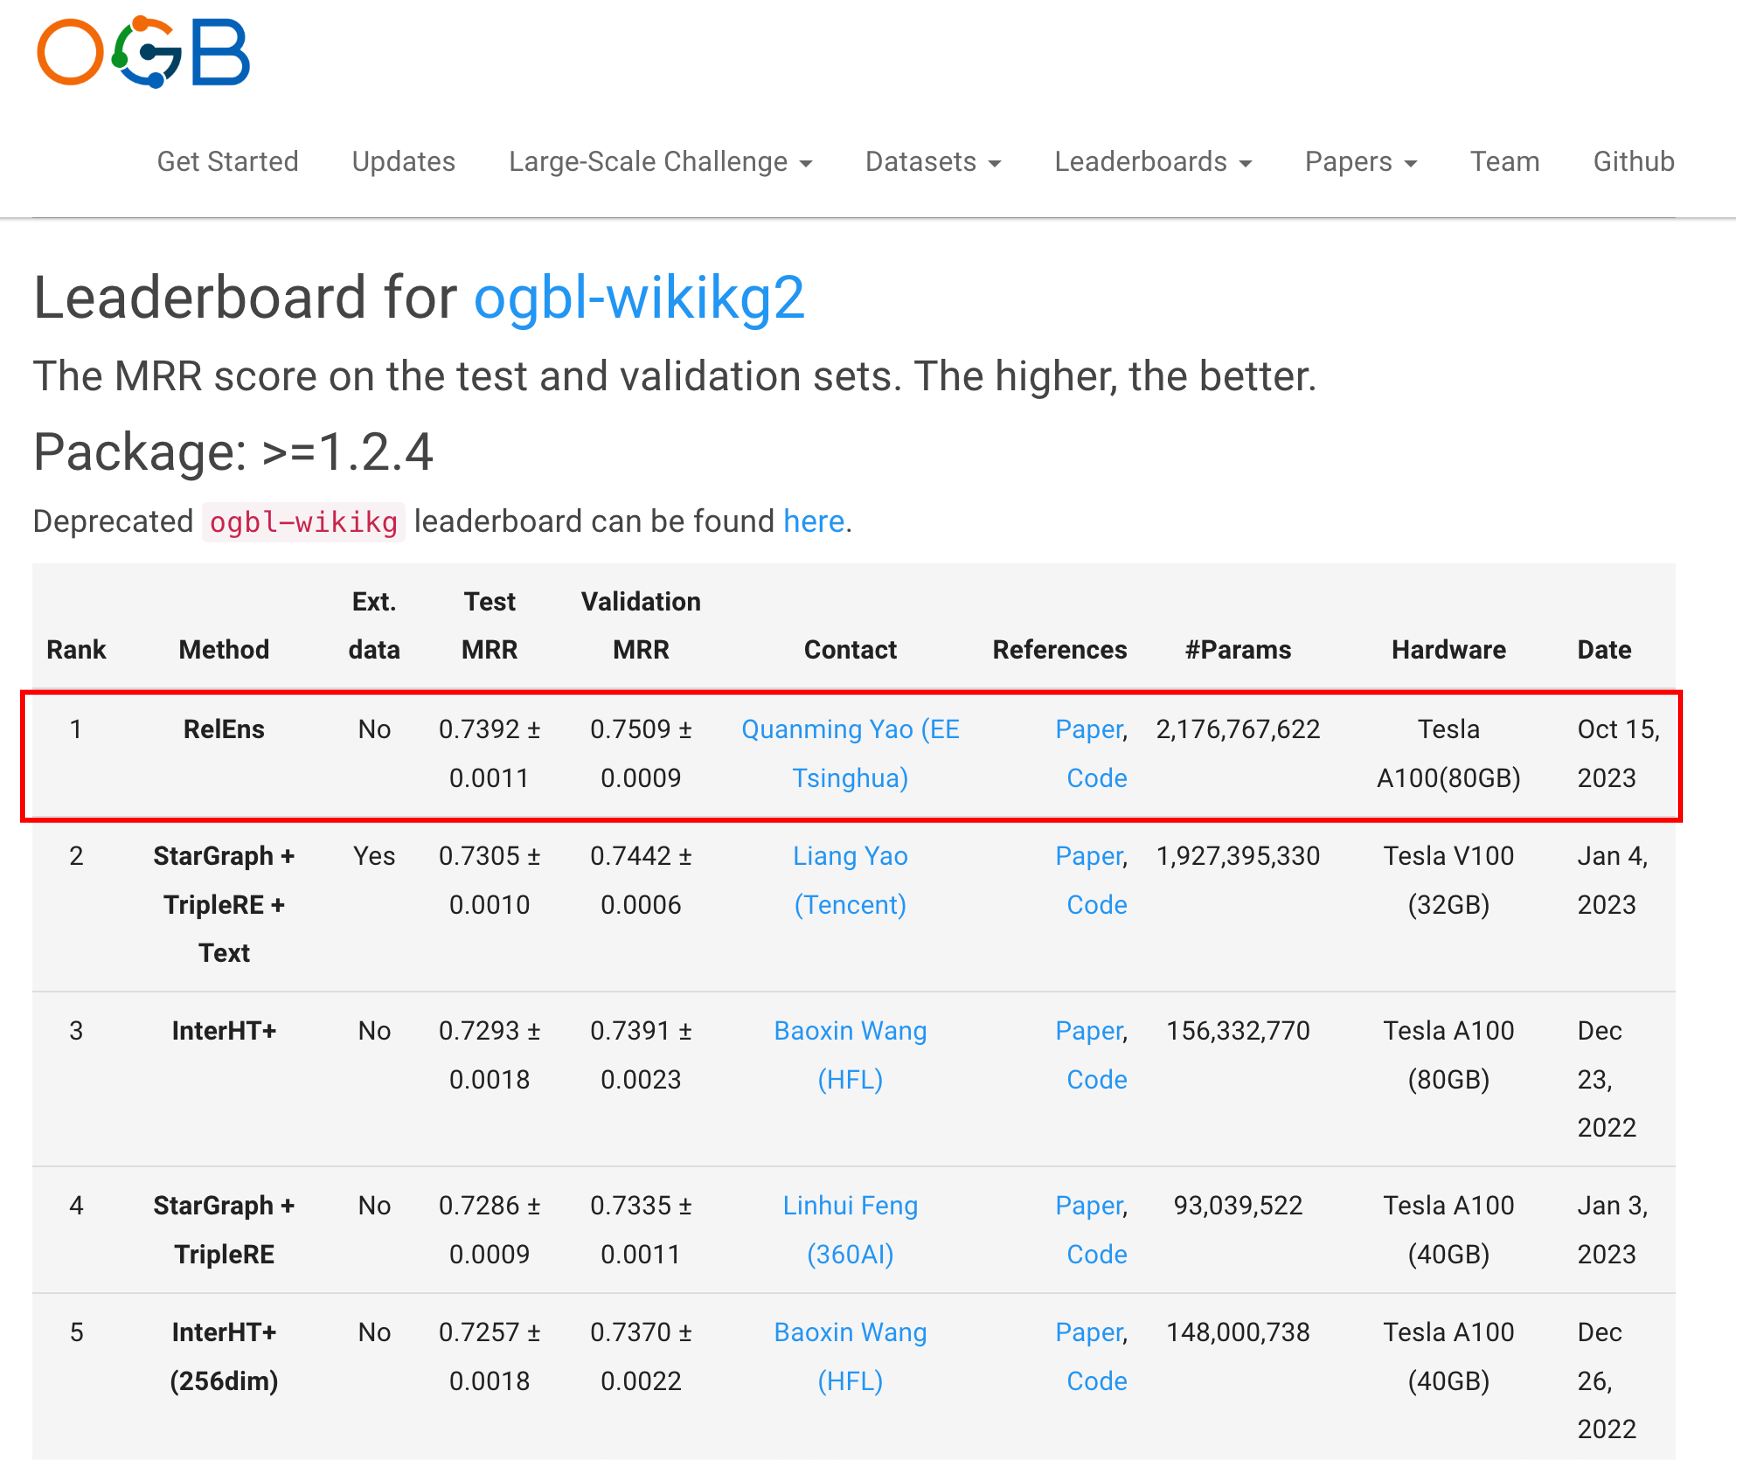 OGB
Get Started Updates Large-Scale Challenge Datasets Leaderboards Papers Team Github
Leaderboard for ogbl-wikikg2
The MRR score on the test and validation sets. The higher, the better.
Package: >=1.2.4
Deprecated ogbl-wikikg leaderboard can be found here.
Ext. Test Validation
Rank Method data MRR MRR Contact References #Params Hardware Date
1 RelEns No 0.7392 ± 0.7509 ± Quanming Yao (EE Paper, 2,176,767,622 Tesla Oct 15,
0.0011 0.0009 Tsinghua) Code A100(80GB) 2023
2 StarGraph + Yes 0.7305 ± 0.7442 ± Liang Yao Paper, 1,927,395,330 Tesla V100 Jan 4,
TripleRE + 0.0010 0.0006 (Tencent) Code (32GB) 2023
Text
3 InterHT+ No 0.7293 ± 0.7391 ± Baoxin Wang Paper, 156,332,770 Tesla A100 Dec
0.0018 0.0023 (HFL) Code (80GB) 23,
2022
4 StarGraph + No 0.7286 ± 0.7335 ± Linhui Feng Paper, 93,039,522 Tesla A100 Jan 3,
TripleRE 0.0009 0.0011 (360AI) Code (40GB) 2023
5 InterHT+ No 0.7257 ± 0.7370 ± Baoxin Wang Paper, 148,000,738 Tesla A100 Dec
(256dim) 0.0018 0.0022 (HFL) Code (40GB) 26,
2022